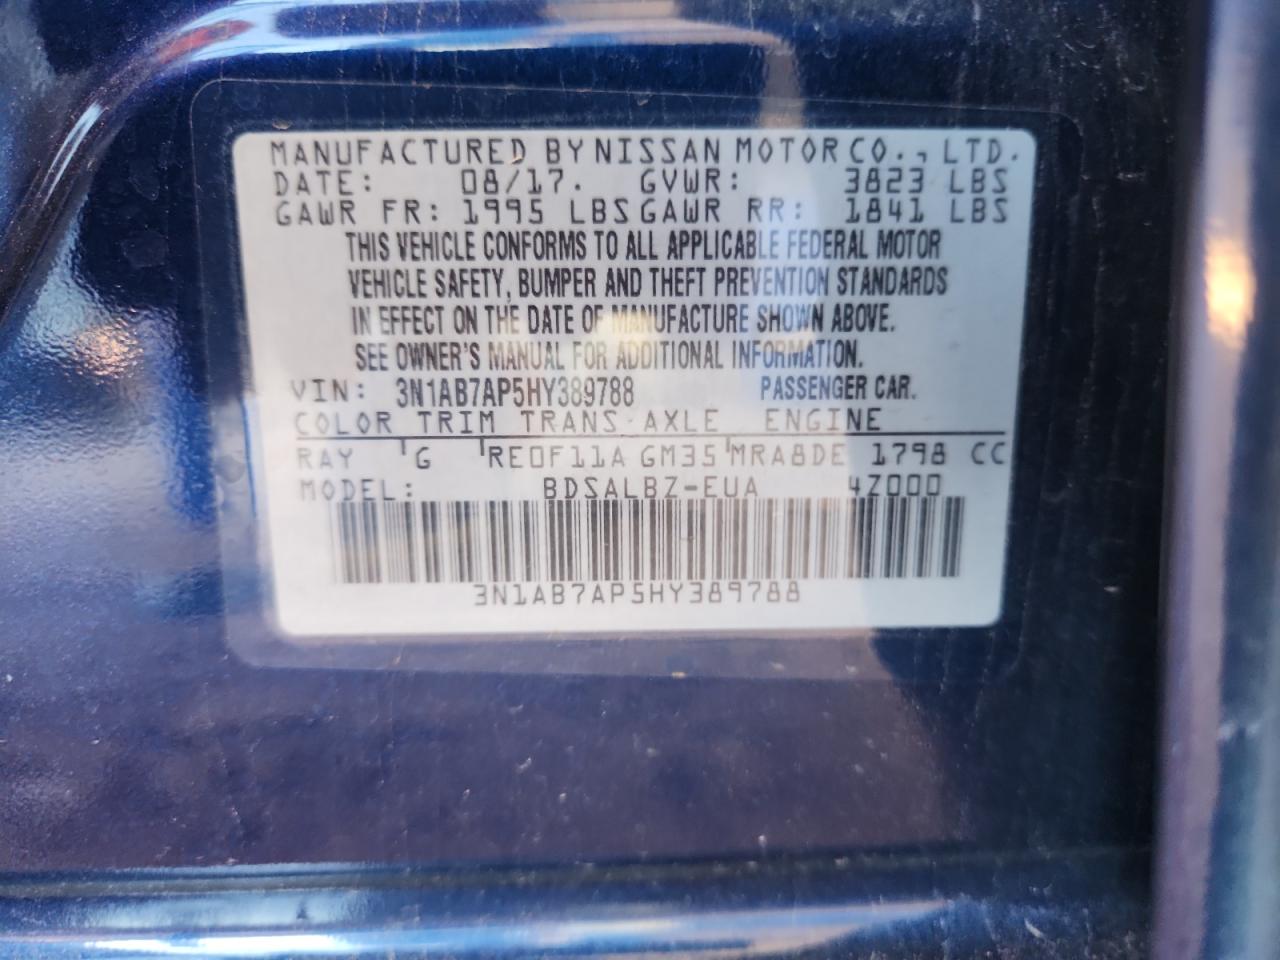 MANUFACTURED BY NISSAN MOTOR CO., LTD.
DATE: 08/17. GVWR: 3823 LBS
GAWR FR: 1995 LBS GAWR RR: 1841 LBS
THIS VEHICLE CONFORMS TO ALL APPLICABLE FEDERAL MOTOR
VEHICLE SAFETY, BUMPER AND THEFT PREVENTION STANDARDS
IN EFFECT ON THE DATE OF MANUFACTURE SHOWN ABOVE.
SEE OWNER'S MANUAL FOR ADDITIONAL INFORMATION.
VIN: 3N1AB7AP5HY389788 PASSENGER CAR.
COLOR TRIM TRANS AXLE ENGINE
RAY G RE0F11A GM35 MRA8DE 1798 CC
MODEL: BDSALBZ-EUA 4Z000
3N1AB7AP5HY389788